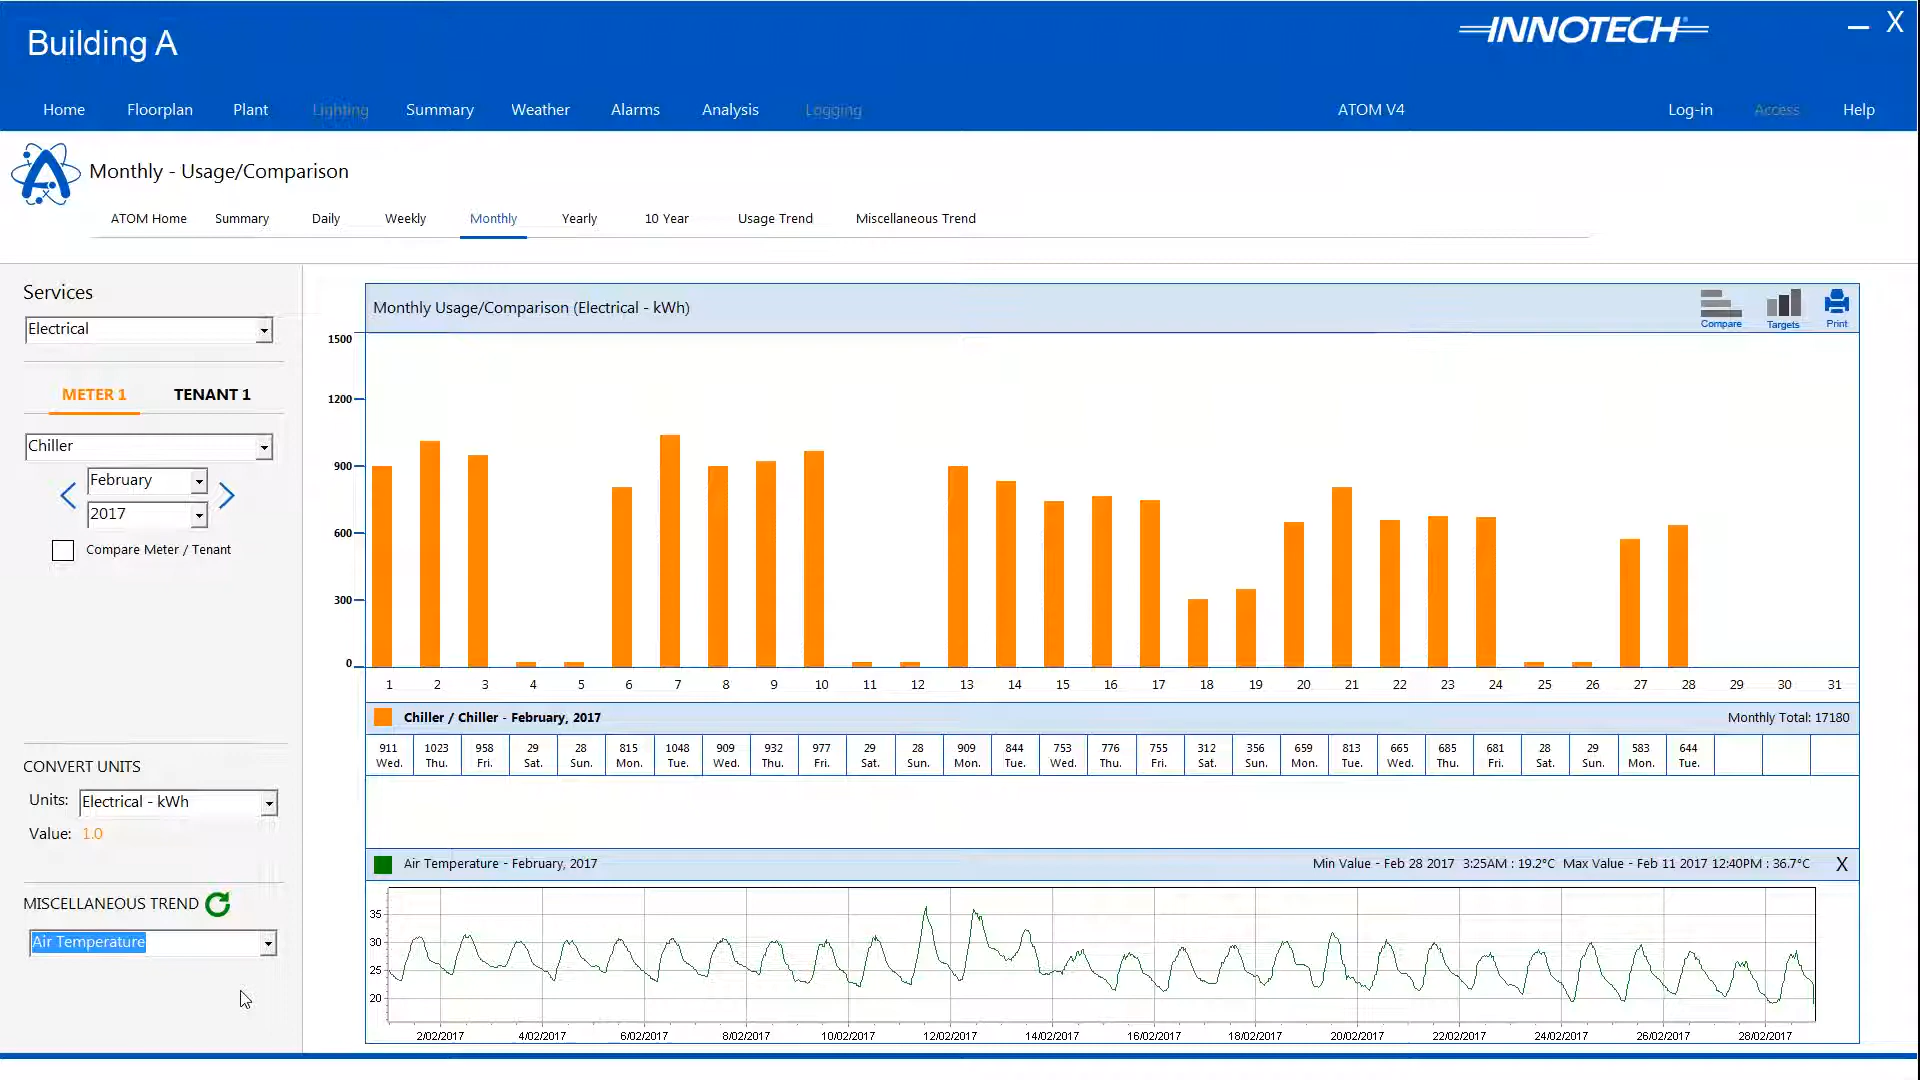 Building A
INNOTECH
X
Home Floorplan Plant Lighting Summary Weather Alarms Analysis Logging ATOM V4 Log-in Access Help
Monthly - Usage/Comparison
ATOM Home Summary Daily Weekly Monthly Yearly 10 Year Usage Trend Miscellaneous Trend
Services
Electrical
METER 1 TENANT 1
Chiller
February
2017
Compare Meter / Tenant
CONVERT UNITS
Units: Electrical - kWh
Value: 1.0
MISCELLANEOUS TREND
Air Temperature
Monthly Usage/Comparison (Electrical - kWh)
Compare Targets Print
1500
1200
900
600
300
0
1 2 3 4 5 6 7 8 9 10 11 12 13 14 15 16 17 18 19 20 21 22 23 24 25 26 27 28 29 30 31
Chiller / Chiller - February, 2017 Monthly Total: 17180
911 1023 958 29 28 815 1048 909 932 977 29 28 909 844 753 776 755 312 356 659 813 665 685 681 28 29 583 644
Wed. Thu. Fri. Sat. Sun. Mon. Tue. Wed. Thu. Fri. Sat. Sun. Mon. Tue. Wed. Thu. Fri. Sat. Sun. Mon. Tue. Wed. Thu. Fri. Sat. Sun. Mon. Tue.
Air Temperature - February, 2017 Min Value - Feb 28 2017 3:25AM : 19.2°C Max Value - Feb 11 2017 12:40PM : 36.7°C X
35
30
25
20
2/02/2017 4/02/2017 6/02/2017 8/02/2017 10/02/2017 12/02/2017 14/02/2017 16/02/2017 18/02/2017 20/02/2017 22/02/2017 24/02/2017 26/02/2017 28/02/2017